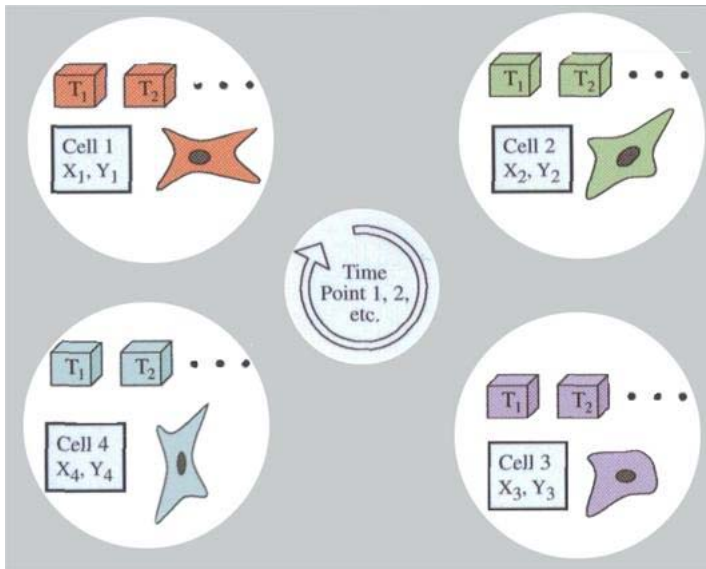 T₁ T₂
Cell 1
X₁, Y₁
T₁ T₂
Cell 2
X₂, Y₂
Time
Point 1, 2,
etc.
T₁ T₂
Cell 4
X₄, Y₄
T₁ T₂
Cell 3
X₃, Y₃